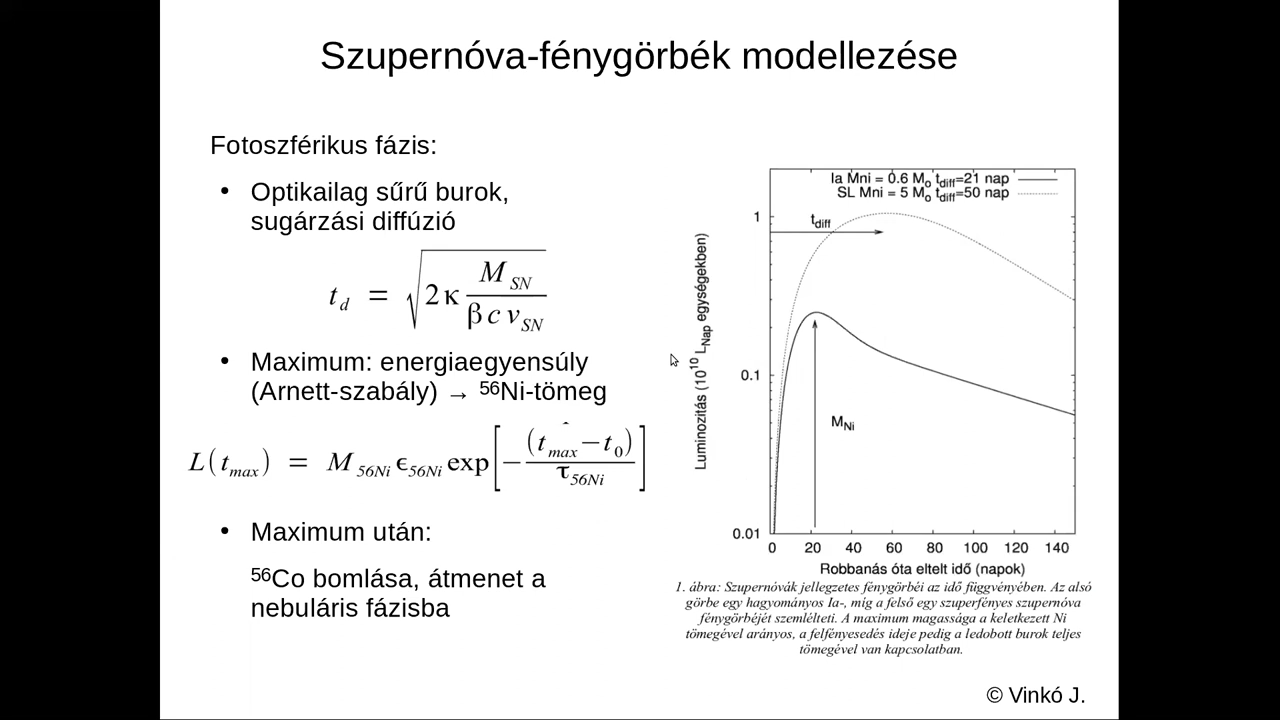 Szupernóva-fénygörbék modellezése
Fotoszférikus fázis:
• Optikailag sűrű burok,
sugárzási diffúzió
t_d = √(2κ M_SN / (β c v_SN))
• Maximum: energiaegyensúly
(Arnett-szabály) → ⁵⁶Ni-tömeg
L(t_max) = M_56Ni ϵ_56Ni exp[−(t_max−t_0)/τ_56Ni]
• Maximum után:
⁵⁶Co bomlása, átmenet a
nebuláris fázisba
Ia Mni = 0.6 M_o t_diff=21 nap
SL Mni = 5 M_o t_diff=50 nap
t_diff
M_Ni
Luminozitás (10¹⁰ L_Nap egységekben)
1
0.1
0.01
0 20 40 60 80 100 120 140
Robbanás óta eltelt idő (napok)
1. ábra: Szupernóvák jellegzetes fénygörbéi az idő függvényében. Az alsó
görbe egy hagyományos Ia-, míg a felső egy szuperfényes szupernóva
fénygörbéjét szemlélteti. A maximum magassága a keletkezett Ni
tömegével arányos, a felfényesedés ideje pedig a ledobott burok teljes
tömegével van kapcsolatban.
© Vinkó J.